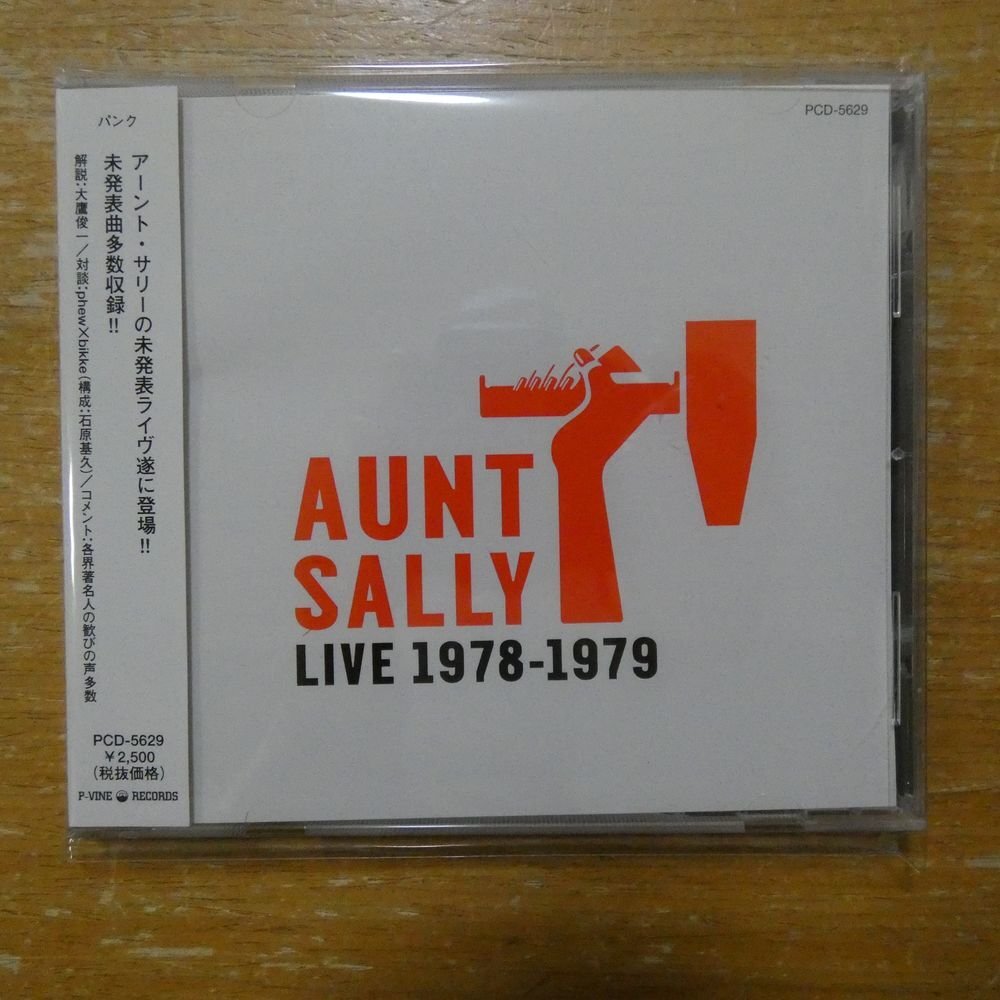 パンク
アーント・サリーの未発表ライヴ遂に登場!!
未発表曲多数収録!!
解説:大鷹俊一/対談:phew×bikke(構成:石原基久)/コメント:各界著名人の歓びの声多数
PCD-5629
¥2,500
(税抜価格)
P-VINE RECORDS
PCD-5629
AUNT
SALLY
LIVE 1978-1979